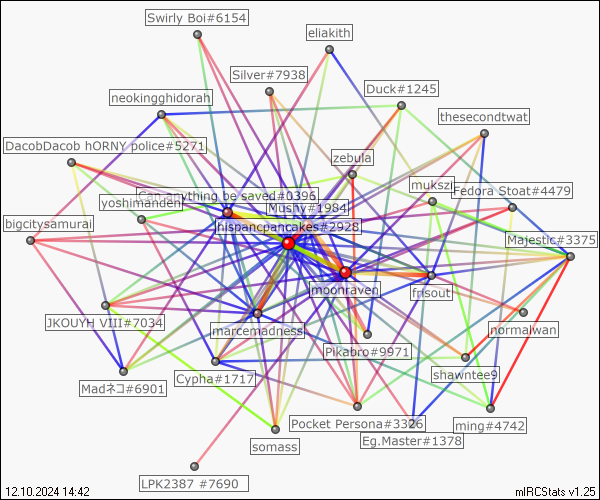 Swirly Boi#6154
eliakith
Silver#7938
Duck#1245
neokingghidorah
thesecondtwat
DacobDacob hORNY police#5271
zebula
mukszi
Fedora Stoat#4479
Can anything be saved#0396
yoshimanden
Mushy#1984
bigcitysamurai
hispancpancakes#2928
Majestic#3375
moonraven
frisout
JKOUYH VIII#7034
marcemadness
normalwan
Pikabro#9971
shawntee9
Madネコ#6901
Cypha#1717
Pocket Persona#3326
ming#4742
Eg.Master#1378
somass
LPK2387 #7690
12.10.2024 14:42
mIRCStats v1.25